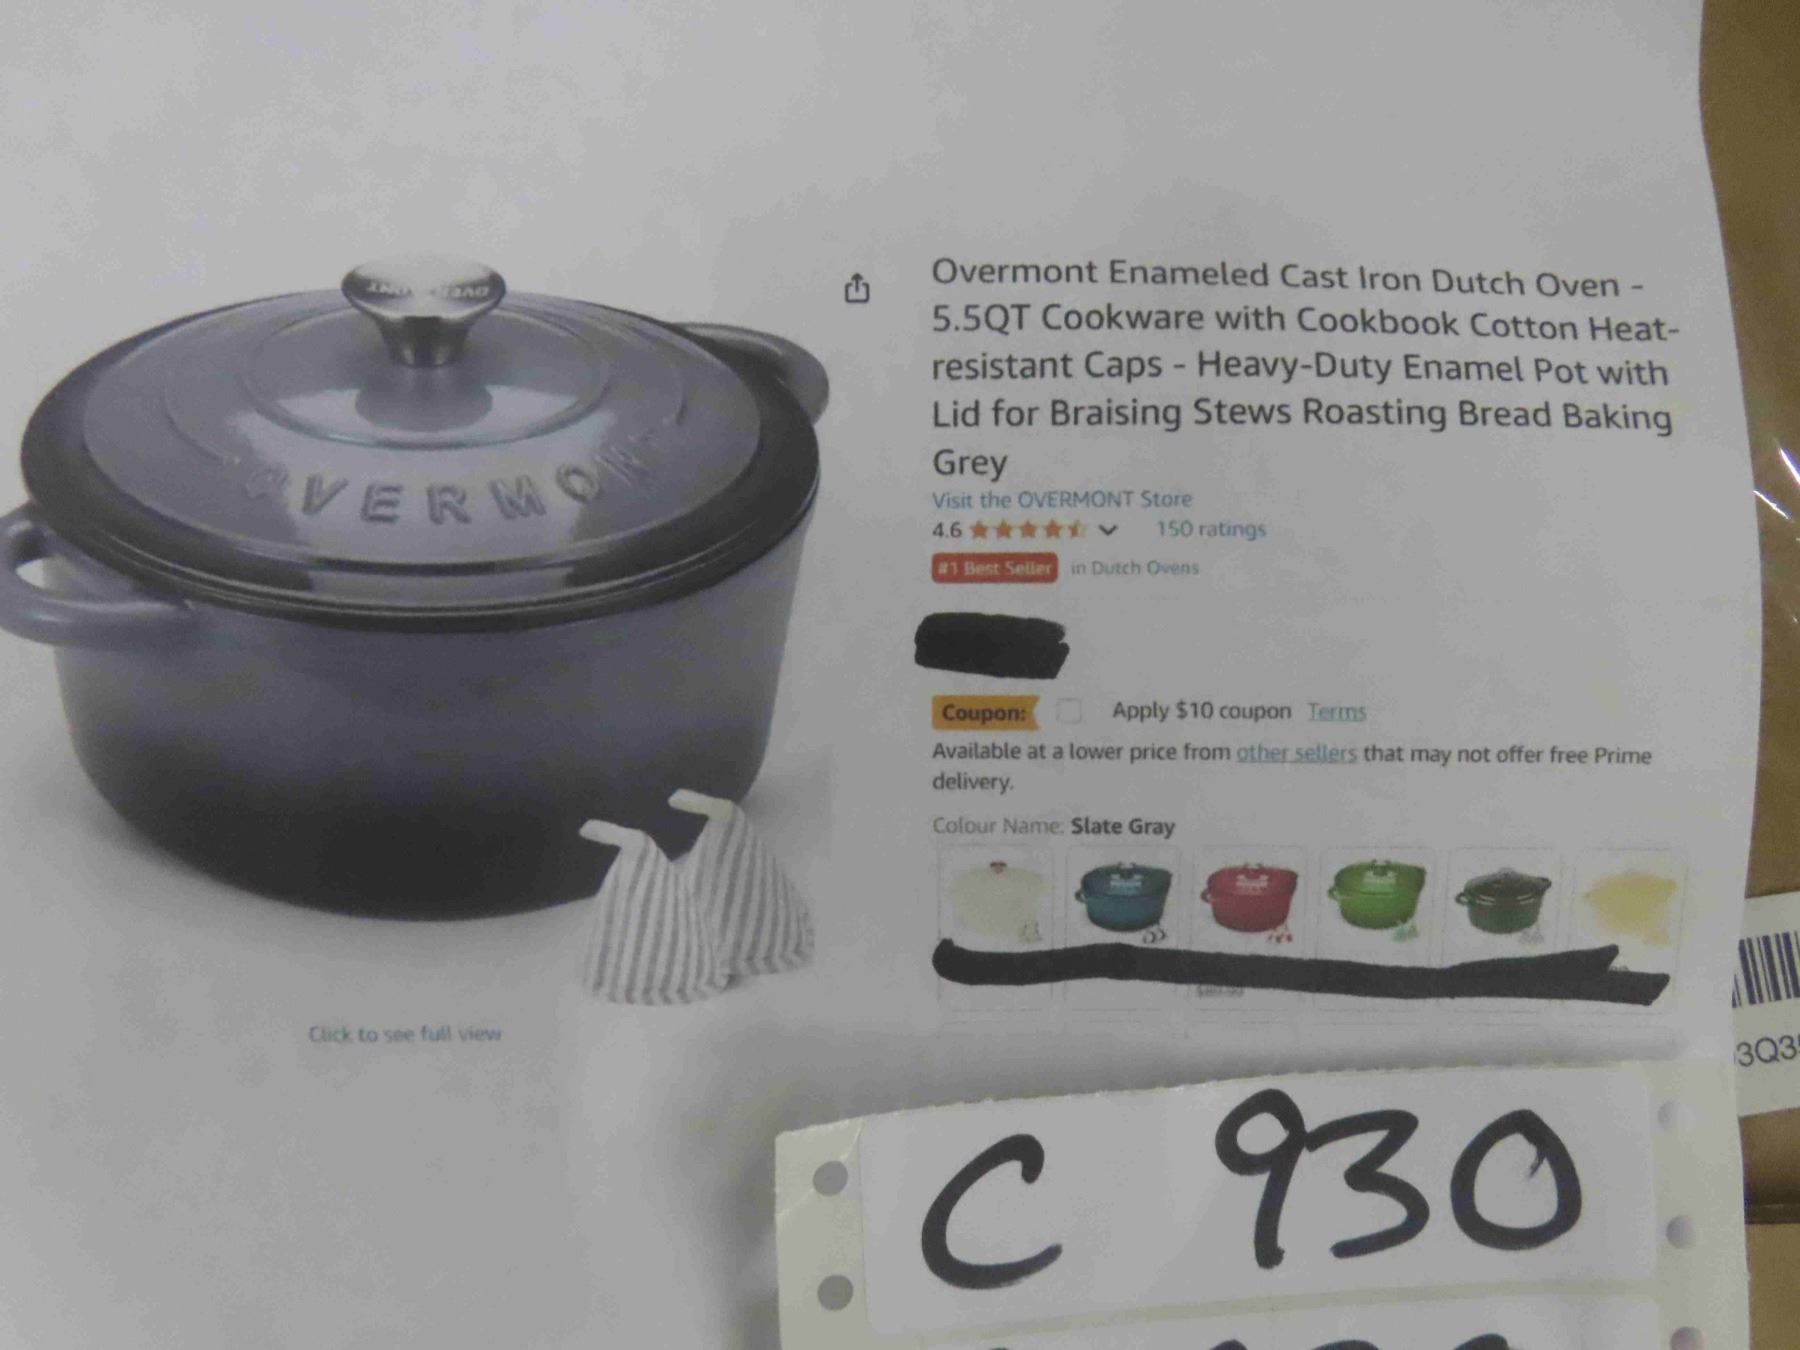 OVERMONT
OVERMONT
Click to see full view
Overmont Enameled Cast Iron Dutch Oven -
5.5QT Cookware with Cookbook Cotton Heat-
resistant Caps - Heavy-Duty Enamel Pot with
Lid for Braising Stews Roasting Bread Baking
Grey
Visit the OVERMONT Store
4.6 150 ratings
#1 Best Seller in Dutch Ovens
Coupon: Apply $10 coupon Terms
Available at a lower price from other sellers that may not offer free Prime
delivery.
Colour Name: Slate Gray
C 930